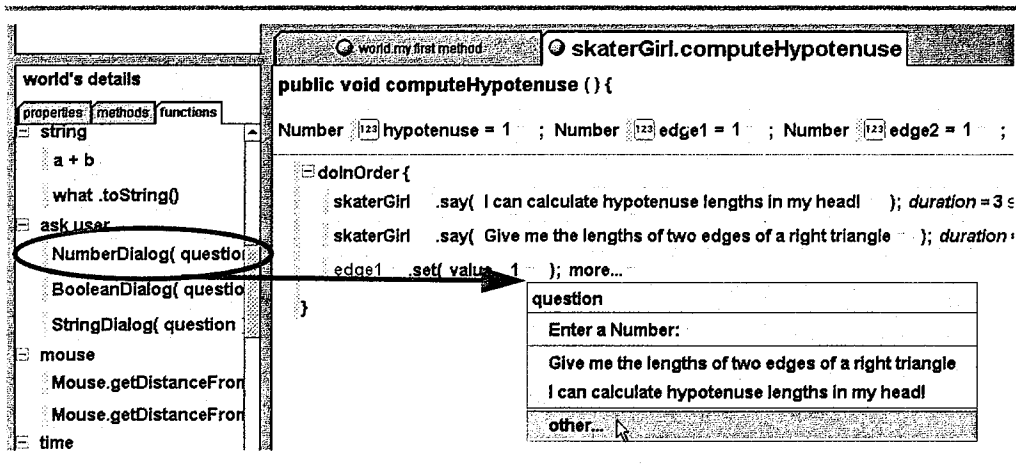 world.my first method
skaterGirl.computeHypotenuse
world's details
properties methods functions
string
a + b
what .toString()
ask user
NumberDialog( question
BooleanDialog( questio
StringDialog( question
mouse
Mouse.getDistanceFron
Mouse.getDistanceFron
time
public void computeHypotenuse () {
Number 123 hypotenuse = 1 ; Number 123 edge1 = 1 ; Number 123 edge2 = 1 ;
doInOrder {
skaterGirl .say( I can calculate hypotenuse lengths in my head! ); duration = 3 s
skaterGirl .say( Give me the lengths of two edges of a right triangle ); duration =
edge1 .set( value, 1 ); more...
}
question
Enter a Number:
Give me the lengths of two edges of a right triangle
I can calculate hypotenuse lengths in my head!
other...